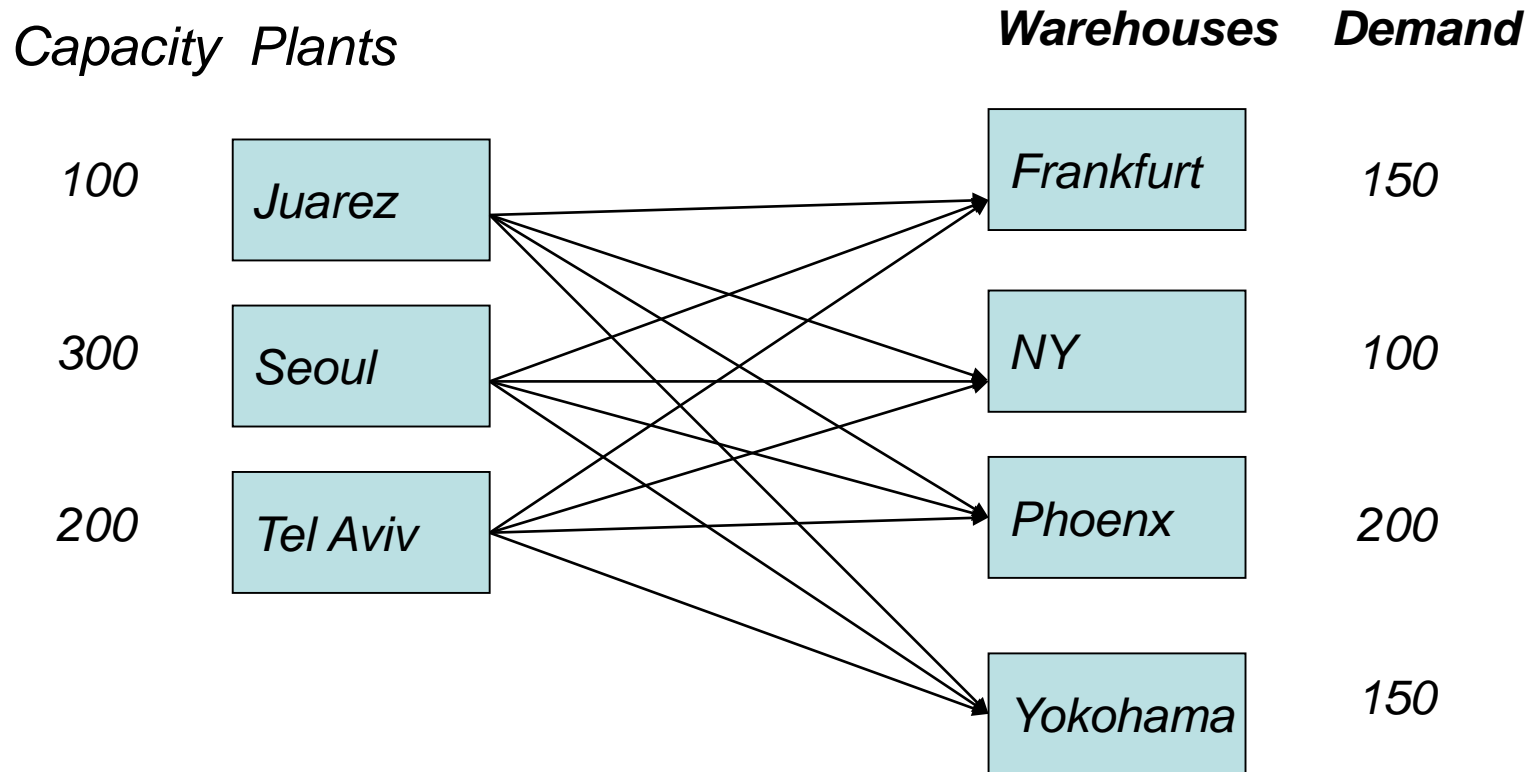 Capacity Plants Warehouses Demand
100 Juarez Frankfurt 150
300 Seoul NY 100
200 Tel Aviv Phoenx 200
Yokohama 150